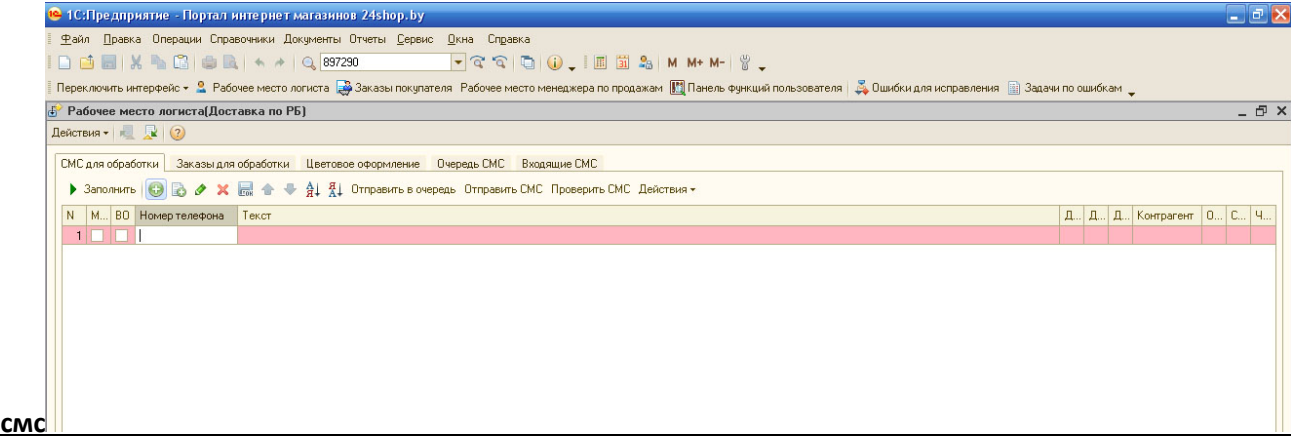 1С:Предприятие - Портал интернет магазинов 24shop.by
Файл Правка Операции Справочники Документы Отчеты Сервис Окна Справка
897290 M M+ M-
Переключить интерфейс Рабочее место логиста Заказы покупателя Рабочее место менеджера по продажам Панель функций пользователя Ошибки для исправления Задачи по ошибкам
Рабочее место логиста(Доставка по РБ)
Действия
СМС для обработки Заказы для обработки Цветовое оформление Очередь СМС Входящие СМС
Заполнить Отправить в очередь Отправить СМС Проверить СМС Действия
N М... ВО Номер телефона Текст Д... Д... Д... Контрагент О... С... Ч...
1
смс